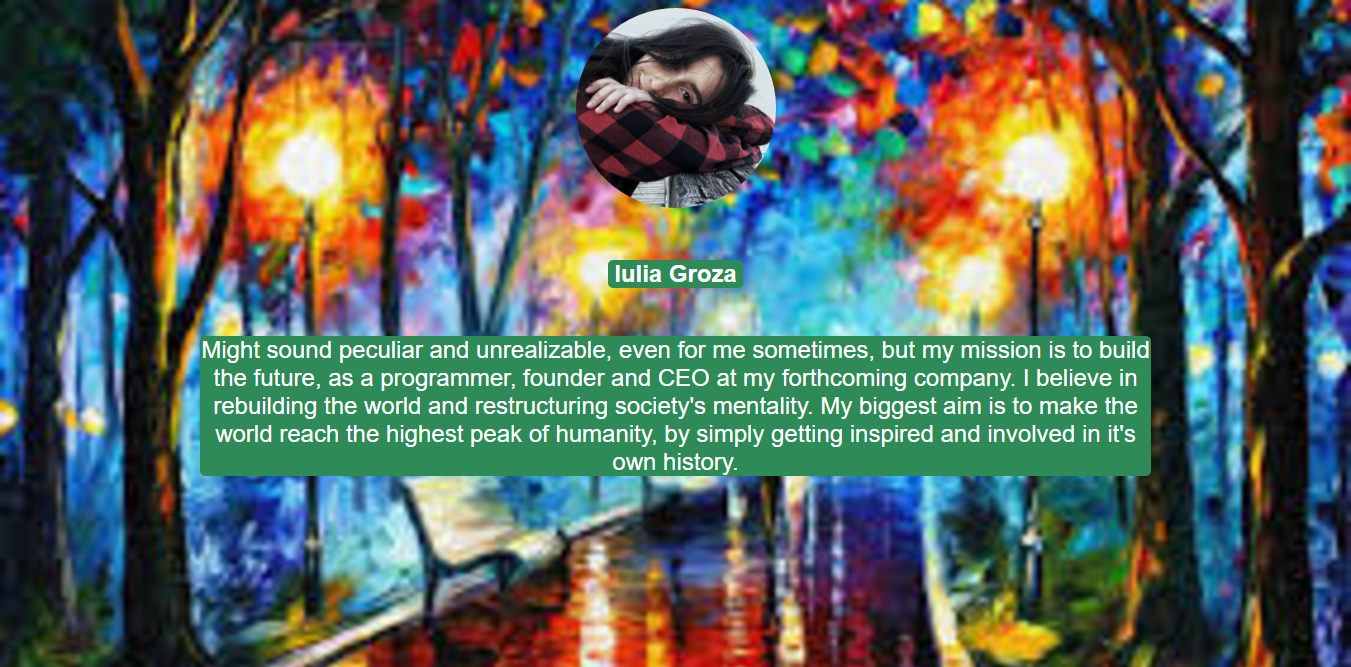 Iulia Groza
Might sound peculiar and unrealizable, even for me sometimes, but my mission is to build
the future, as a programmer, founder and CEO at my forthcoming company. I believe in
rebuilding the world and restructuring society's mentality. My biggest aim is to make the
world reach the highest peak of humanity, by simply getting inspired and involved in it's
own history.